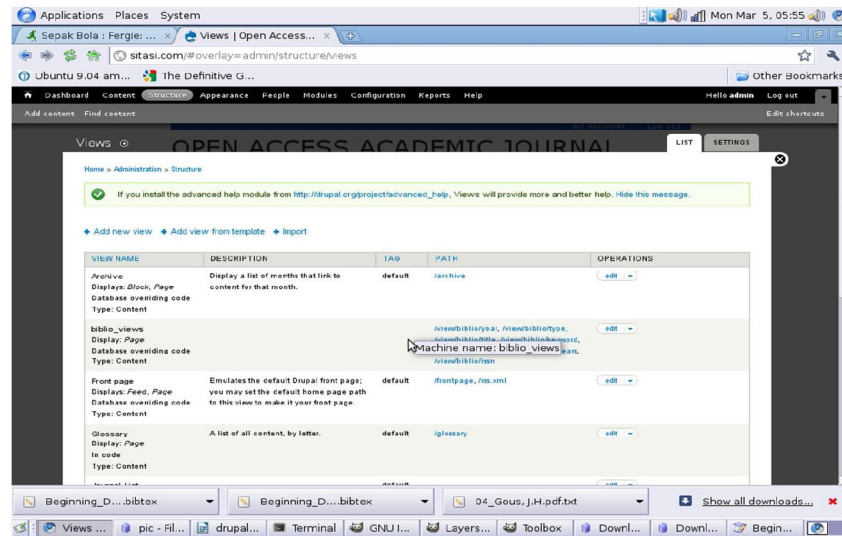 Applications Places System
Mon Mar 5, 05:55
Sepak Bola : Fergie: ... × Views | Open Access... ×
sitasi.com/#overlay=admin/structure/views
Ubuntu 9.04 am... The Definitive G... Other Bookmarks
Dashboard Content Structure Appearance People Modules Configuration Reports Help Hello admin Log out
Add content Find content Edit shortcuts
MY ACCOUNT LOG OUT
OPEN ACCESS ACADEMIC JOURNAL
Views LIST SETTINGS
Home » Administration » Structure
If you install the advanced help module from http://drupal.org/project/advanced_help, Views will provide more and better help. Hide this message.
+ Add new view + Add view from template + Import
VIEW NAME DESCRIPTION TAG PATH OPERATIONS
Archive Display a list of months that link to default /archive edit
Displays: Block, Page content for that month.
Database overriding code
Type: Content
biblio_views /view/biblio/year, /view/biblio/type, edit
Display: Page /view/biblio/title, /view/biblio/keyword,
Machine name: biblio_views
Database overriding code
Type: Content /view/biblio/issn
Front page Emulates the default Drupal front page; default /frontpage, /rss.xml edit
Displays: Feed, Page you may set the default home page path
Database overriding code to this view to make it your front page.
Type: Content
Glossary A list of all content, by letter. default /glossary edit
Display: Page
In code
Type: Content
Beginning_D....bibtex Beginning_D....bibtex 04_Gous, J.H.pdf.txt Show all downloads...
Views ... pic - Fil... drupal... Terminal GNU I... Layers... Toolbox Downl... Downl... Begin...